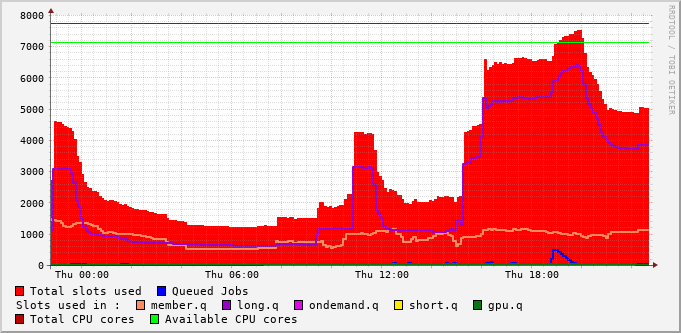 8000
7000
6000
5000
4000
3000
2000
1000
0
Thu 00:00 Thu 06:00 Thu 12:00 Thu 18:00
RRDTOOL / TOBI OETIKER
Total slots used Queued Jobs
Slots used in : member.q long.q ondemand.q short.q gpu.q
Total CPU cores Available CPU cores